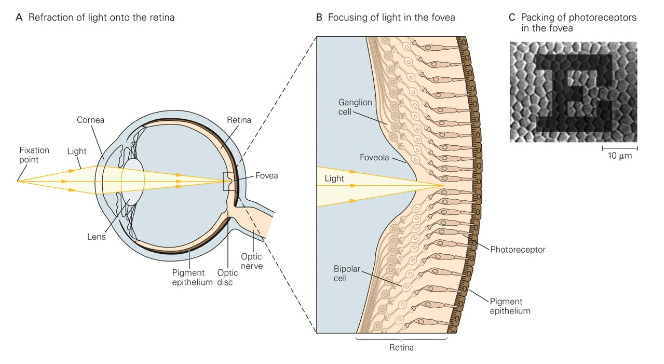 A Refraction of light onto the retina
B Focusing of light in the fovea
C Packing of photoreceptors
in the fovea
Cornea
Retina
Fixation
point
Light
Fovea
Lens
Pigment
epithelium
Optic
disc
Optic
nerve
Ganglion
cell
Foveola
Light
Bipolar
cell
Photoreceptor
Pigment
epithelium
Retina
E
10 µm